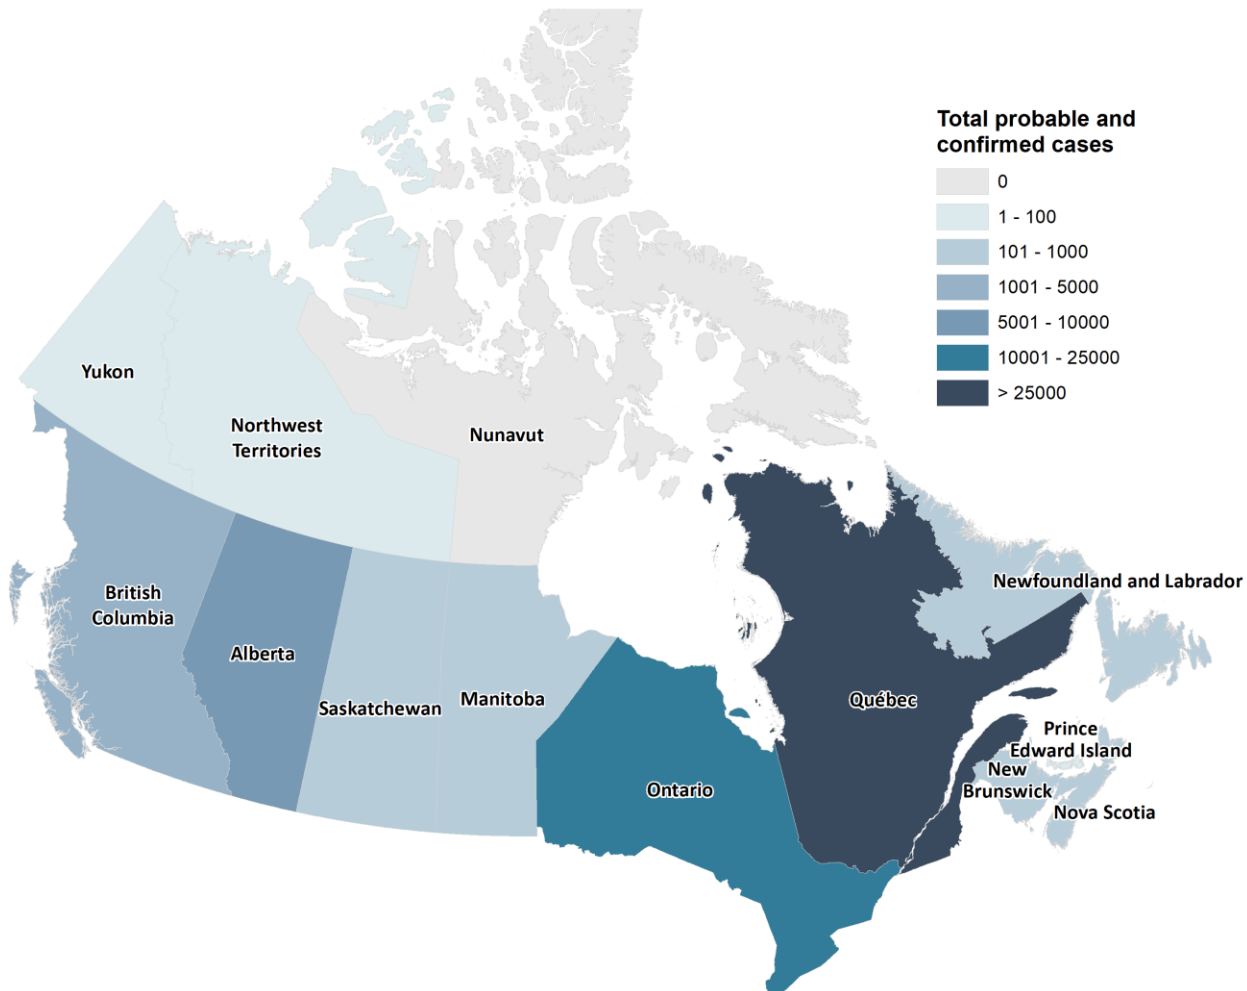 Total probable and
confirmed cases
0
1 - 100
101 - 1000
1001 - 5000
5001 - 10000
10001 - 25000
> 25000
Yukon
Northwest
Territories
Nunavut
British
Columbia
Alberta
Saskatchewan
Manitoba
Ontario
Québec
Newfoundland and Labrador
Prince
Edward Island
New
Brunswick
Nova Scotia